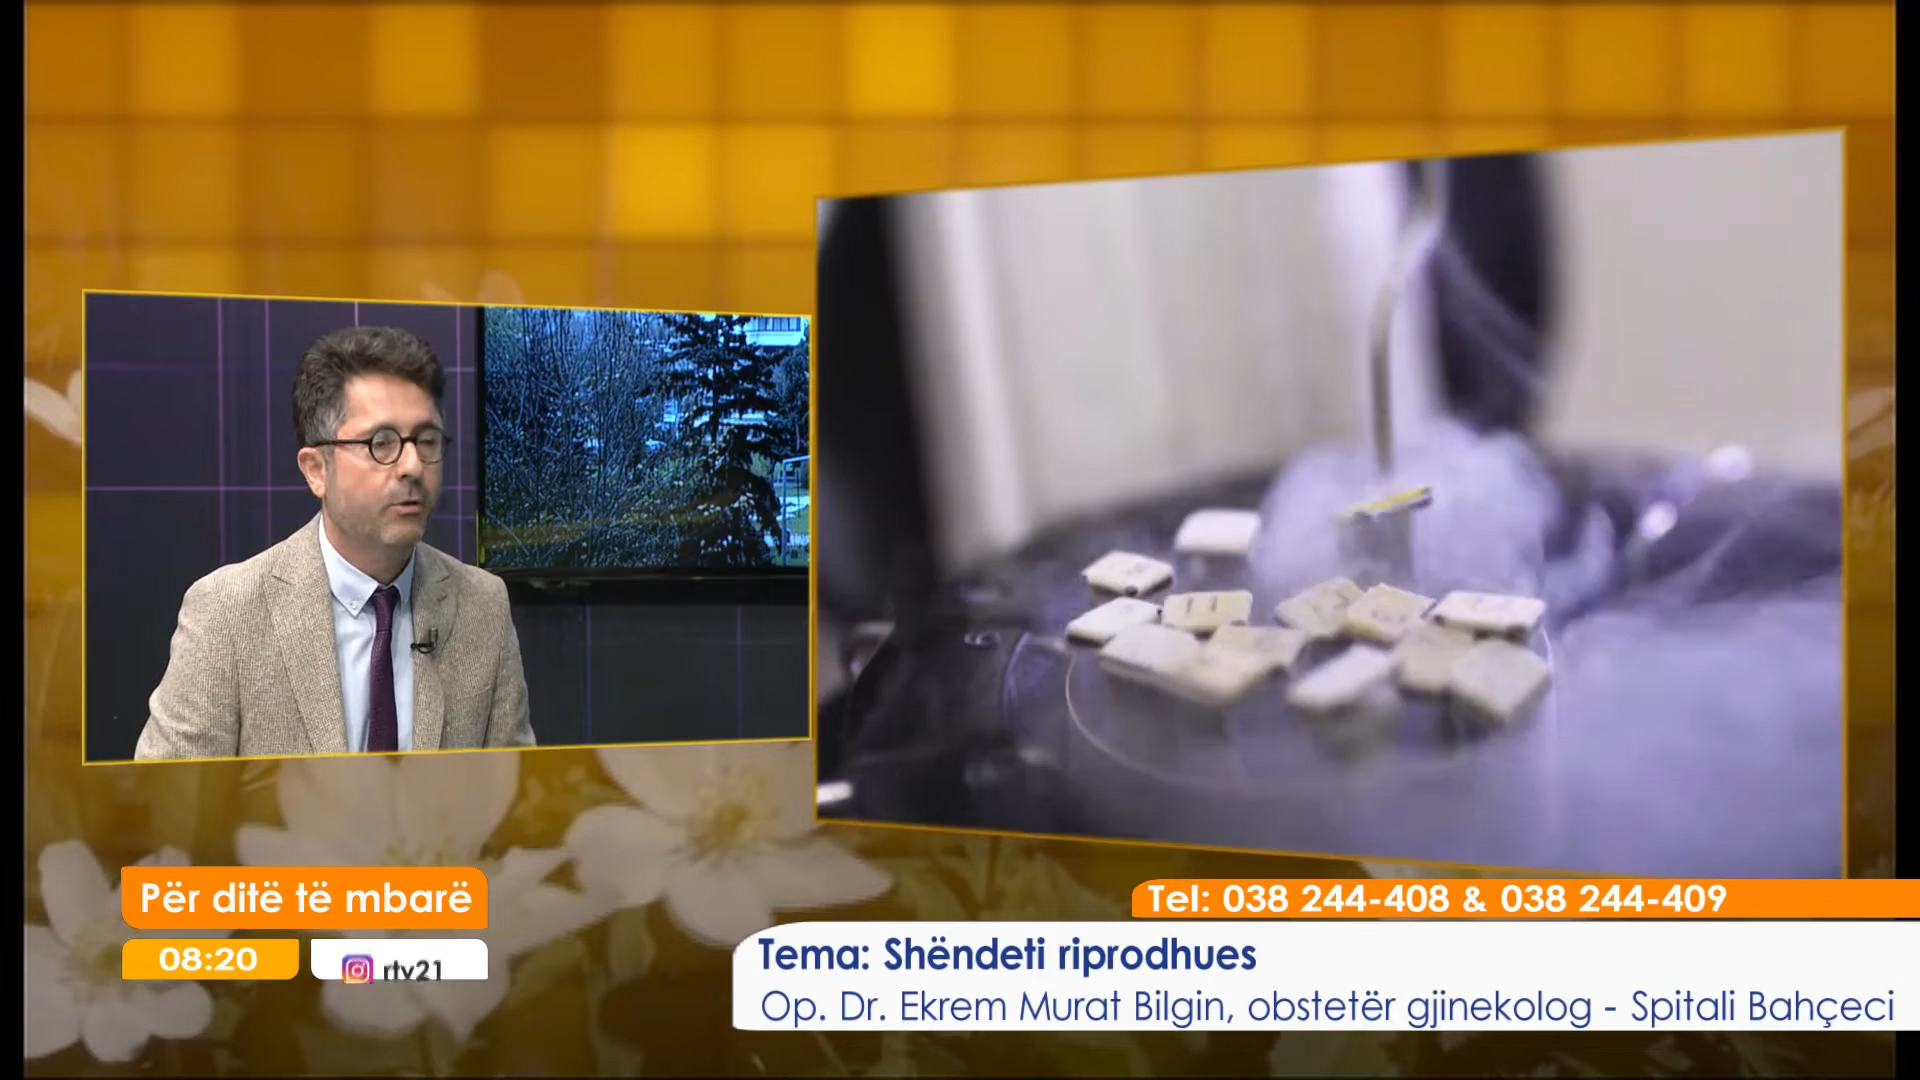 Për ditë të mbarë
08:20
rtv21
Tel: 038 244-408 & 038 244-409
Tema: Shëndeti riprodhues
Op. Dr. Ekrem Murat Bilgin, obstetër gjinekolog - Spitali Bahçeci